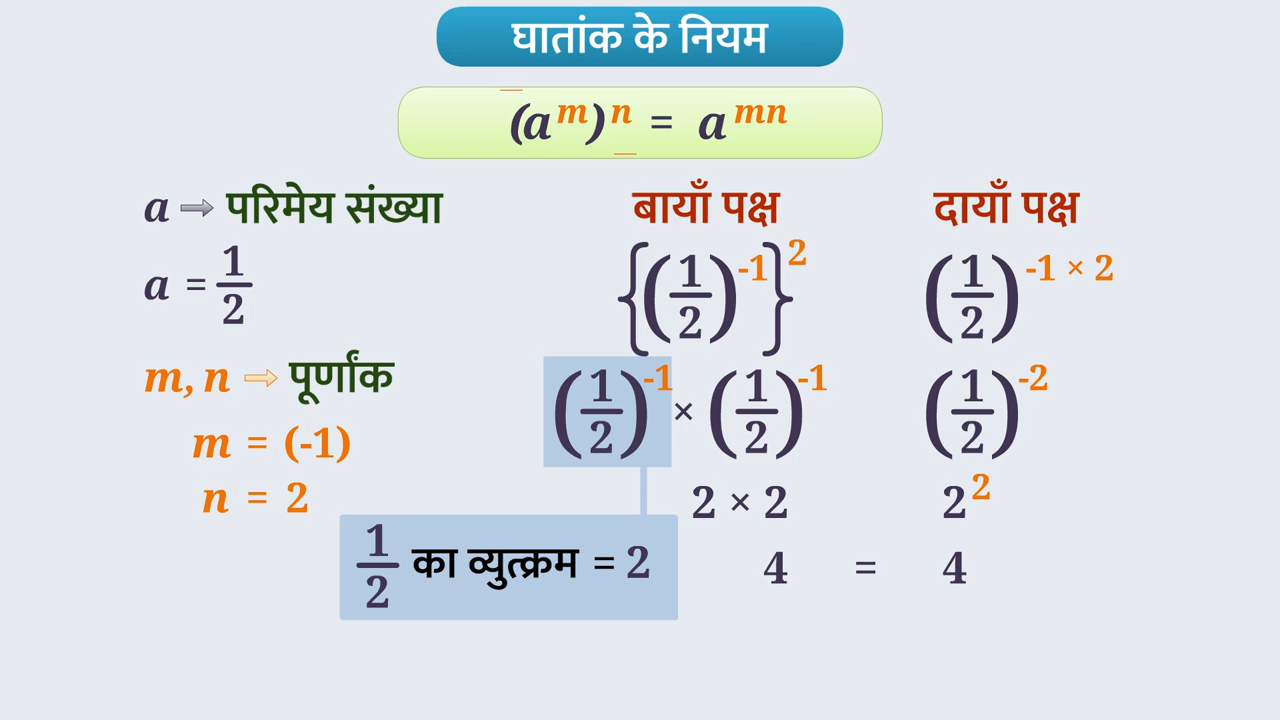 घातांक के नियम
(a^m)^n = a^mn
a ⇨ परिमेय संख्या
बायाँ पक्ष
दायाँ पक्ष
a = 1/2
{(1/2)^-1}^2
(1/2)^-1 × 2
m, n ⇨ पूर्णांक
(1/2)^-1 × (1/2)^-1
(1/2)^-2
m = (-1)
n = 2
2 × 2
2^2
1/2 का व्युत्क्रम = 2
4 = 4